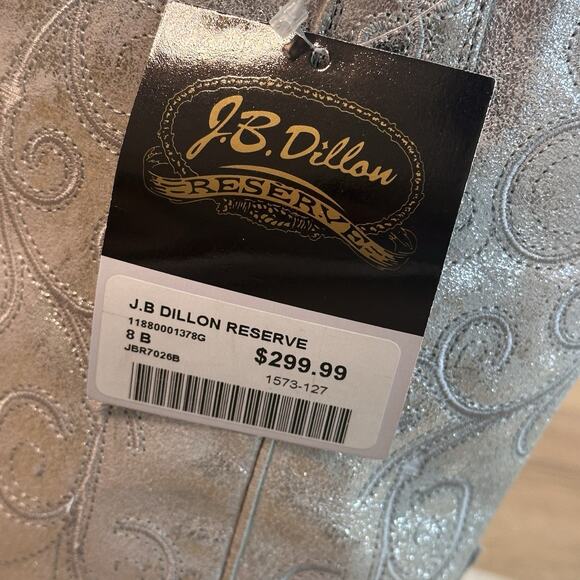 J.B. Dillon
RESERVE
J.B DILLON RESERVE
11880001378G
8 B
JBR7026B
$299.99
1573-127